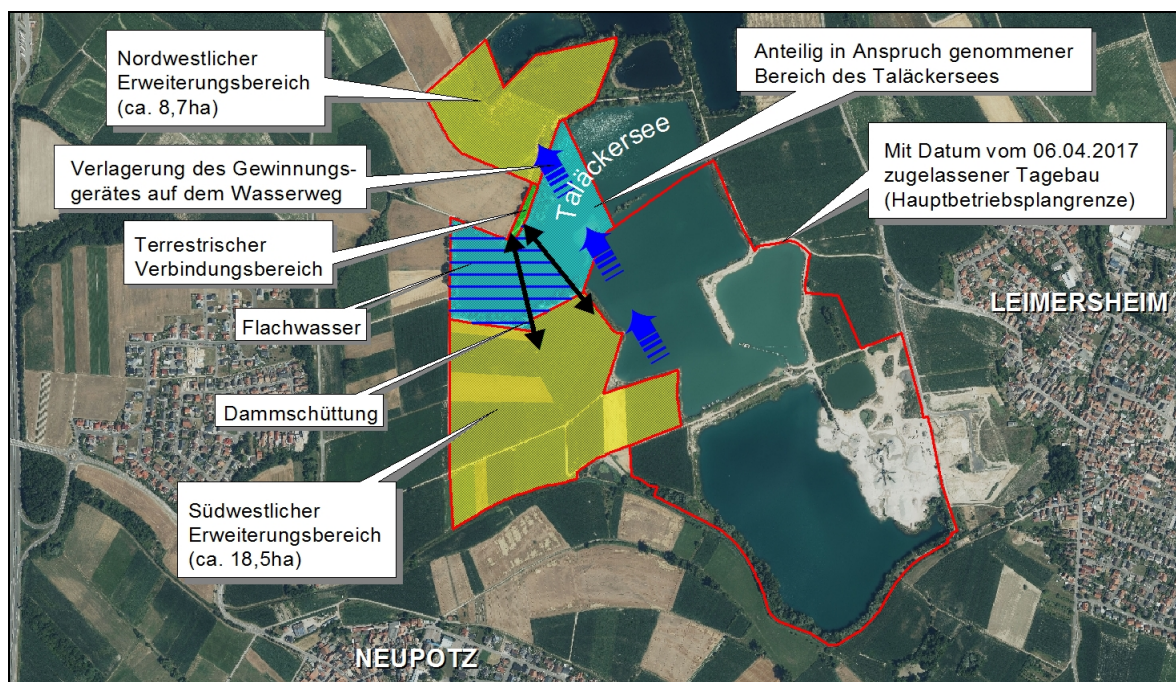 Nordwestlicher
Erweiterungsbereich
(ca. 8,7ha)
Anteilig in Anspruch genommener
Bereich des Taläckersees
Verlagerung des Gewinnungs-
gerätes auf dem Wasserweg
Taläckersee
Mit Datum vom 06.04.2017
zugelassener Tagebau
(Hauptbetriebsplangrenze)
Terrestrischer
Verbindungsbereich
LEIMERSHEIM
Flachwasser
Dammschüttung
Südwestlicher
Erweiterungsbereich
(ca. 18,5ha)
NEUPOTZ